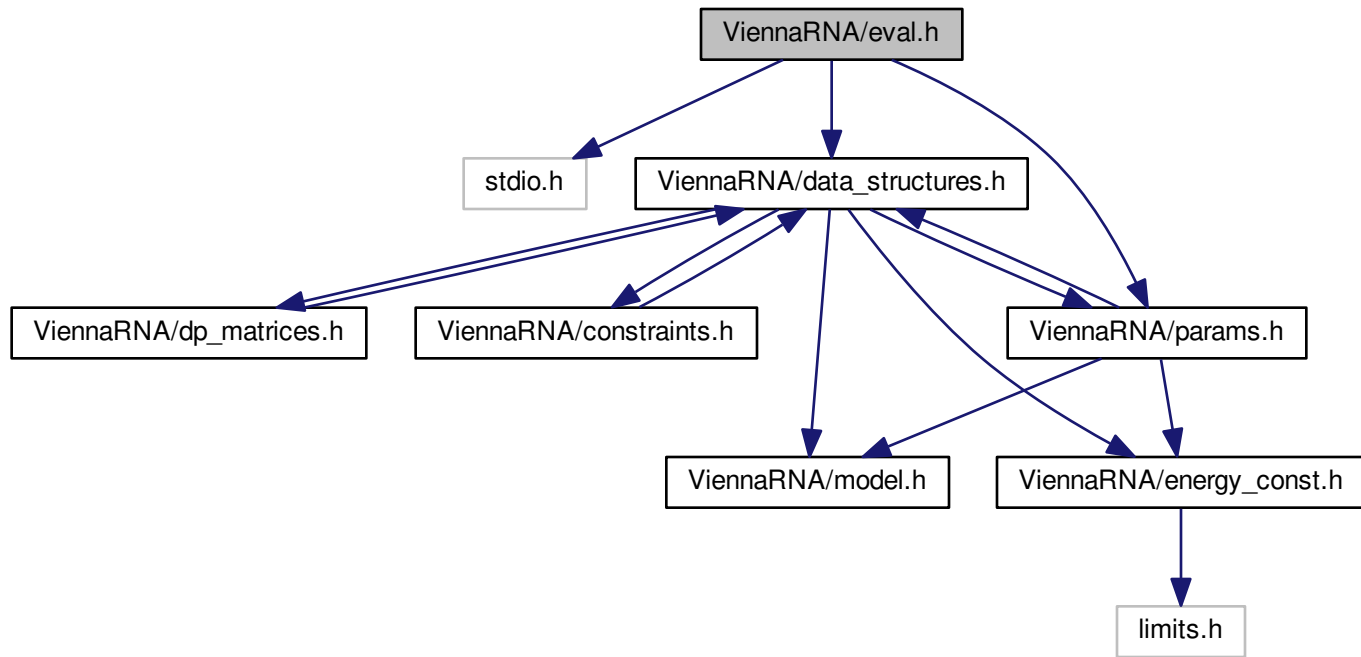 ViennaRNA/eval.h
stdio.h
ViennaRNA/data_structures.h
ViennaRNA/dp_matrices.h
ViennaRNA/constraints.h
ViennaRNA/params.h
ViennaRNA/model.h
ViennaRNA/energy_const.h
limits.h